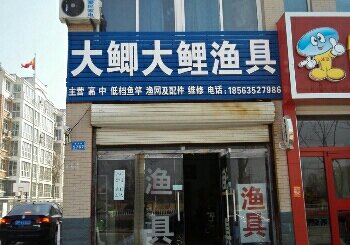 大鲫大鲤渔具
主营 高 中 低档鱼竿 渔网及配件 维修 电话：18563527986
渔具
渔具